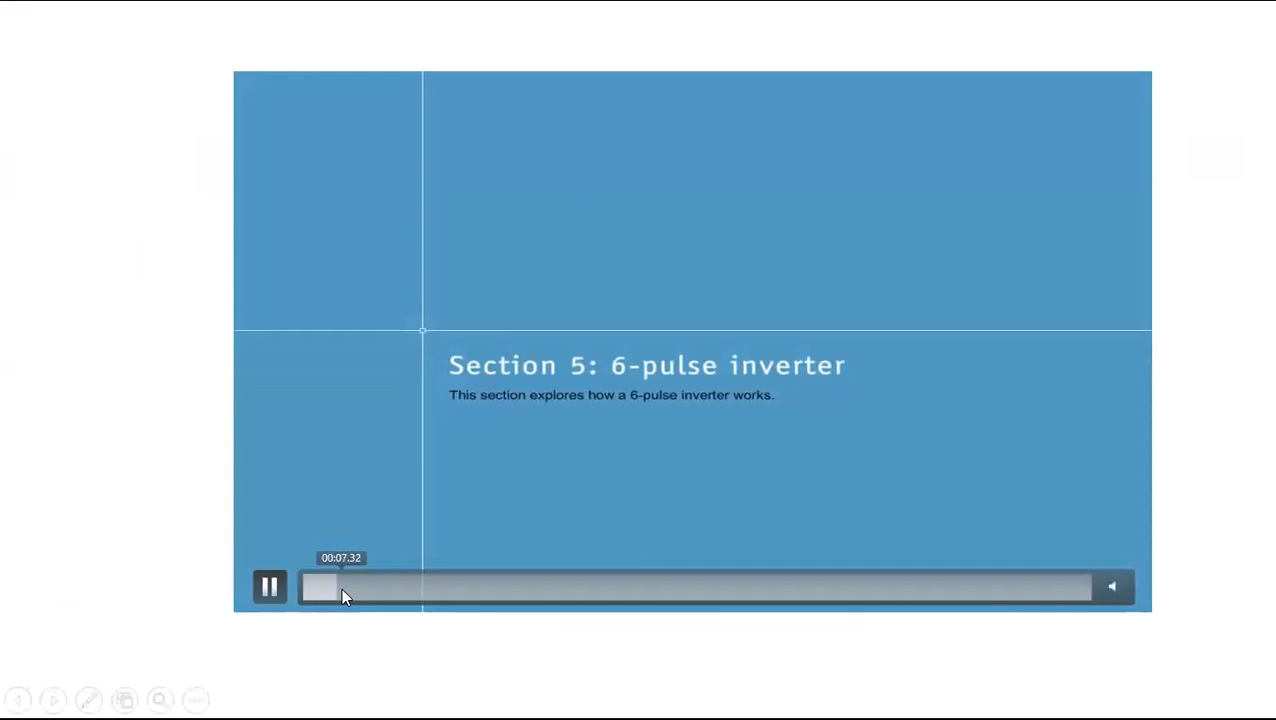 Section 5: 6-pulse inverter
This section explores how a 6-pulse inverter works.
00:07.32